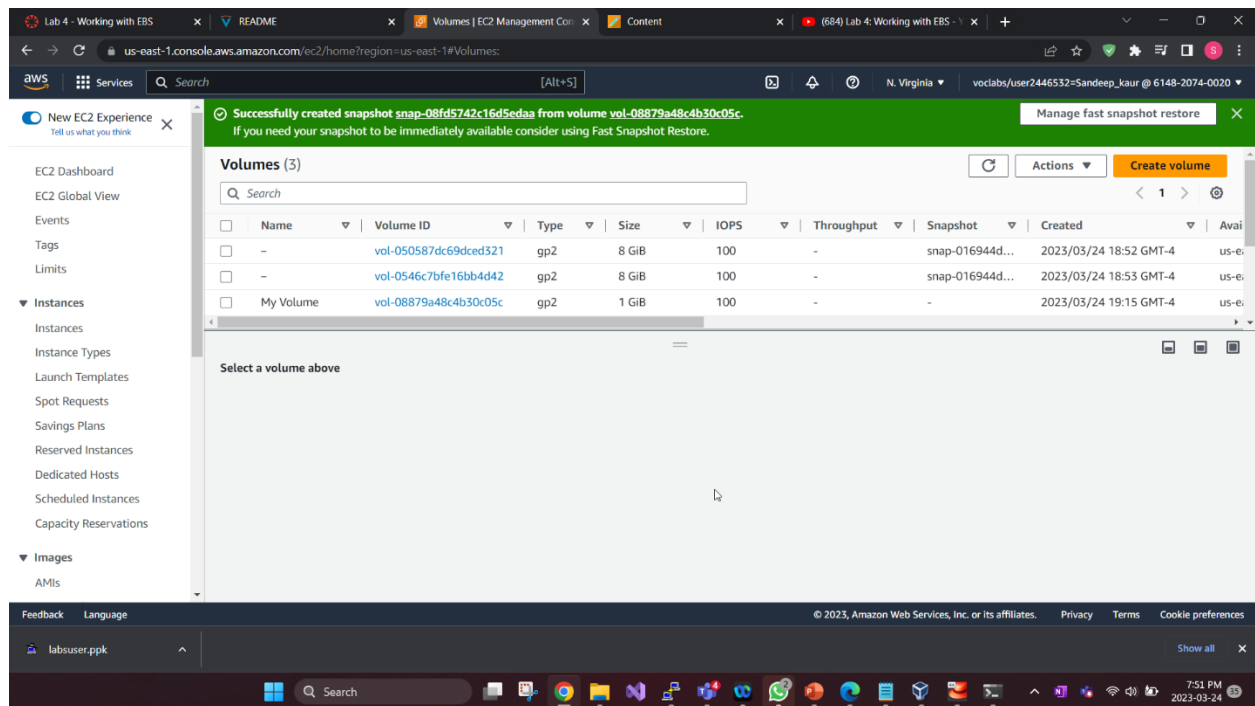 Lab 4 - Working with EBS
README
Volumes | EC2 Management Con
Content
(684) Lab 4: Working with EBS - Y
us-east-1.console.aws.amazon.com/ec2/home?region=us-east-1#Volumes:
S
aws
Services
Search
[Alt+S]
N. Virginia
voclabs/user2446532=Sandeep_kaur @ 6148-2074-0020
New EC2 Experience
Tell us what you think
EC2 Dashboard
EC2 Global View
Events
Tags
Limits
Instances
Instances
Instance Types
Launch Templates
Spot Requests
Savings Plans
Reserved Instances
Dedicated Hosts
Scheduled Instances
Capacity Reservations
Images
AMIs
Successfully created snapshot snap-08fd5742c16d5edaa from volume vol-08879a48c4b30c05c.
If you need your snapshot to be immediately available consider using Fast Snapshot Restore.
Manage fast snapshot restore
Volumes (3)
Actions
Create volume
Search
1
Name Volume ID Type Size IOPS Throughput Snapshot Created Avai
– vol-050587dc69dced321 gp2 8 GiB 100 - snap-016944d... 2023/03/24 18:52 GMT-4 us-ea
– vol-0546c7bfe16bb4d42 gp2 8 GiB 100 - snap-016944d... 2023/03/24 18:53 GMT-4 us-ea
My Volume vol-08879a48c4b30c05c gp2 1 GiB 100 - - 2023/03/24 19:15 GMT-4 us-ea
Select a volume above
Feedback Language
© 2023, Amazon Web Services, Inc. or its affiliates. Privacy Terms Cookie preferences
labsuser.ppk
Show all
Search
7:51 PM
2023-03-24
35